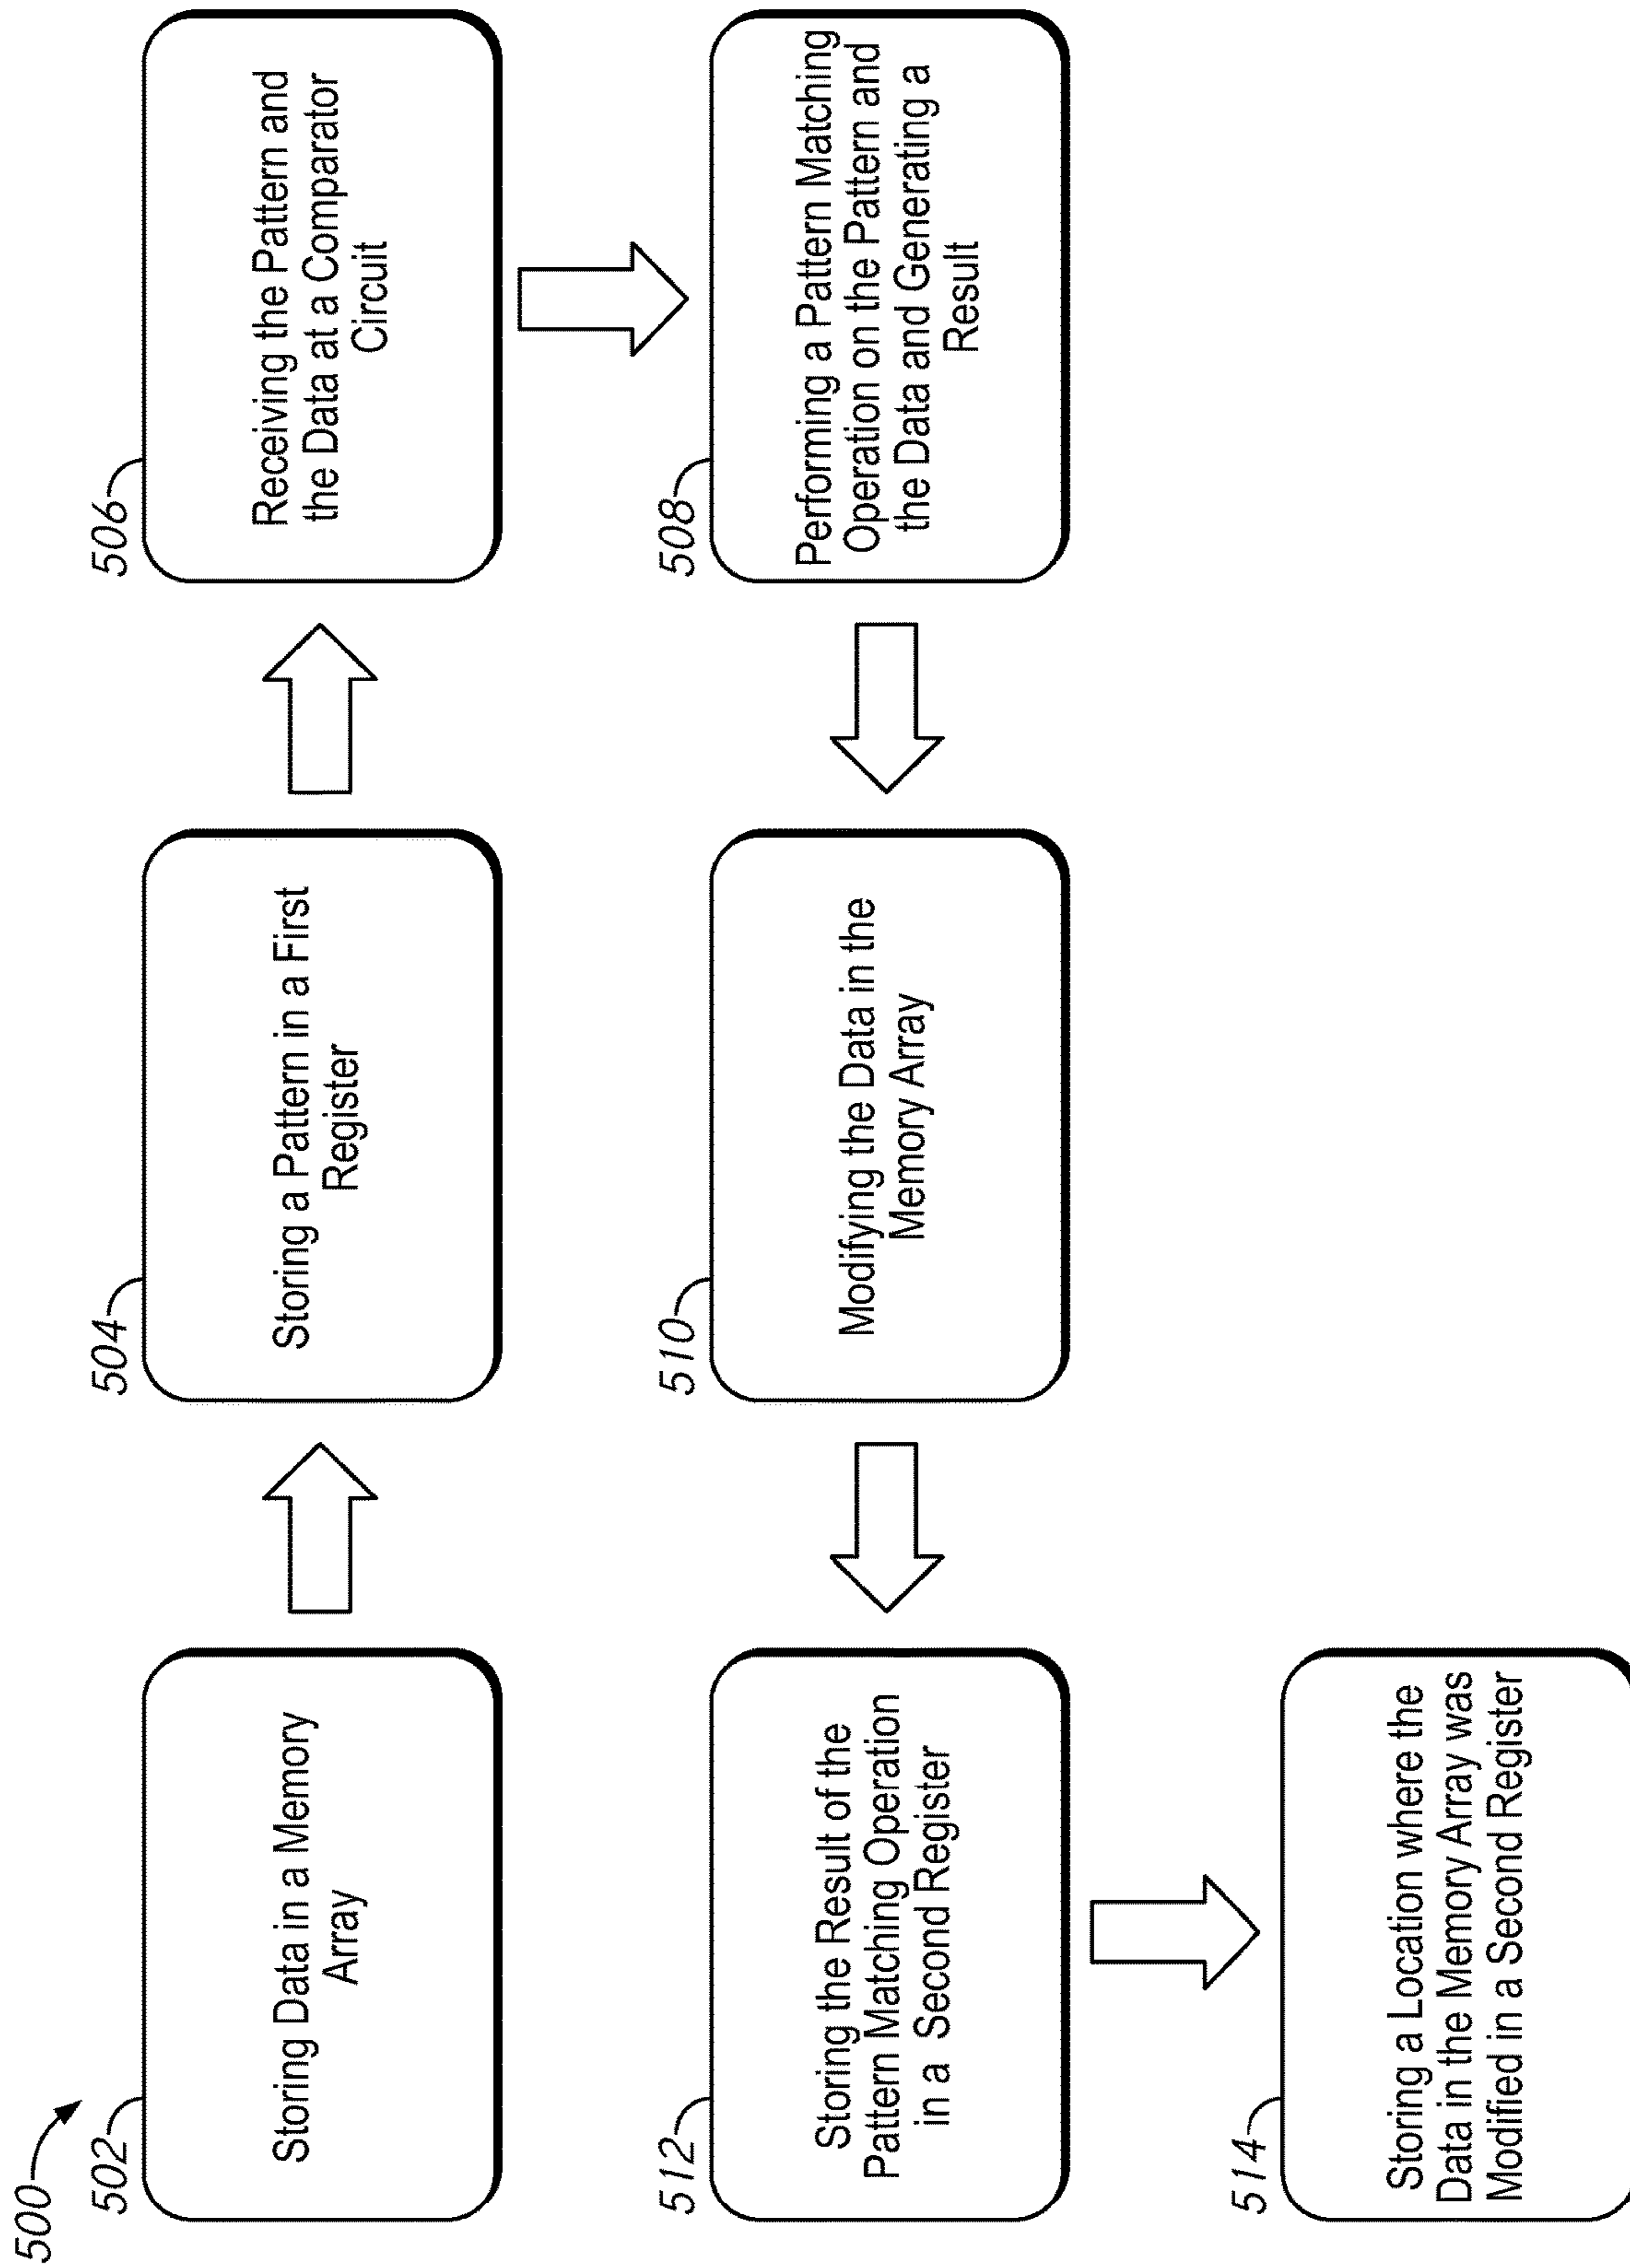 500
502
Storing Data in a Memory
Array
504
Storing a Pattern in a First
Register
506
Receiving the Pattern and
the Data at a Comparator
Circuit
508
Performing a Pattern Matching
Operation on the Pattern and
the Data and Generating a
Result
510
Modifying the Data in the
Memory Array
512
Storing the Result of the
Pattern Matching Operation
in a Second Register
514
Storing a Location where the
Data in the Memory Array was
Modified in a Second Register